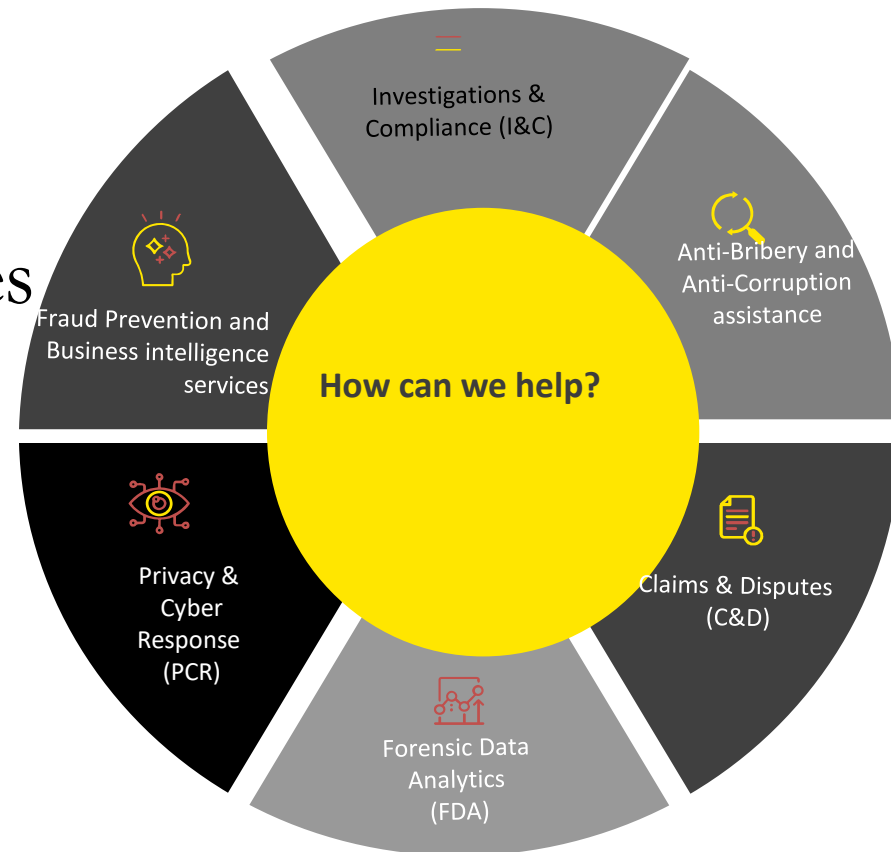 Investigations &
Compliance (I&C)
Anti-Bribery and
Anti-Corruption
assistance
es
Fraud Prevention and
Business intelligence
services
How can we help?
Privacy &
Cyber
Response
(PCR)
Claims & Disputes
(C&D)
Forensic Data
Analytics
(FDA)